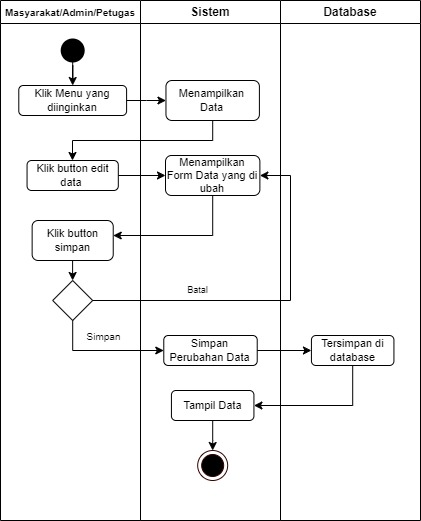 Masyarakat/Admin/Petugas
Sistem
Database
Klik Menu yang
diinginkan
Menampilkan
Data
Klik button edit
data
Menampilkan
Form Data yang di
ubah
Klik button
simpan
Batal
Simpan
Simpan
Perubahan Data
Tersimpan di
database
Tampil Data